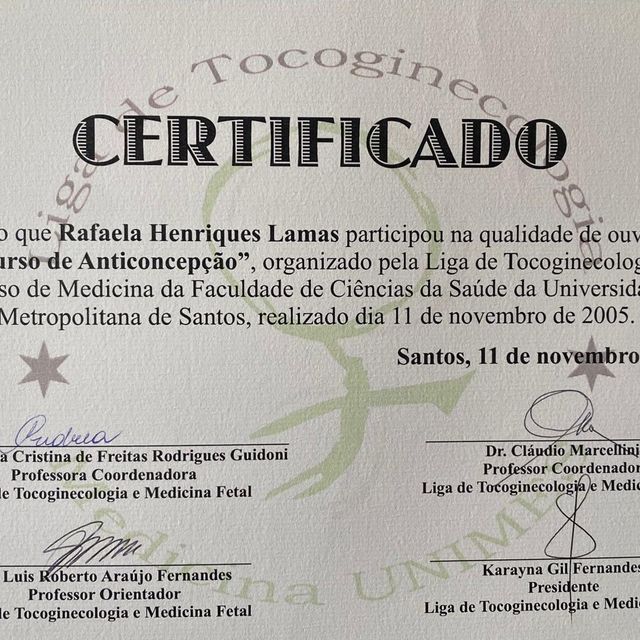 Liga de Tocoginecologia
CERTIFICADO
o que Rafaela Henriques Lamas participou na qualidade de ouv
urso de Anticoncepção”, organizado pela Liga de Tocoginecolog
so de Medicina da Faculdade de Ciências da Saúde da Universida
Metropolitana de Santos, realizado dia 11 de novembro de 2005.
Santos, 11 de novembro
a Cristina de Freitas Rodrigues Guidoni
Professora Coordenadora
de Tocoginecologia e Medicina Fetal
Dr. Cláudio Marcellini
Professor Coordenador
Liga de Tocoginecologia e Medici
Luis Roberto Araújo Fernandes
Professor Orientador
de Tocoginecologia e Medicina Fetal
Karayna Gil Fernandes
Presidente
Liga de Tocoginecologia e Medici
Medicina UNIMES